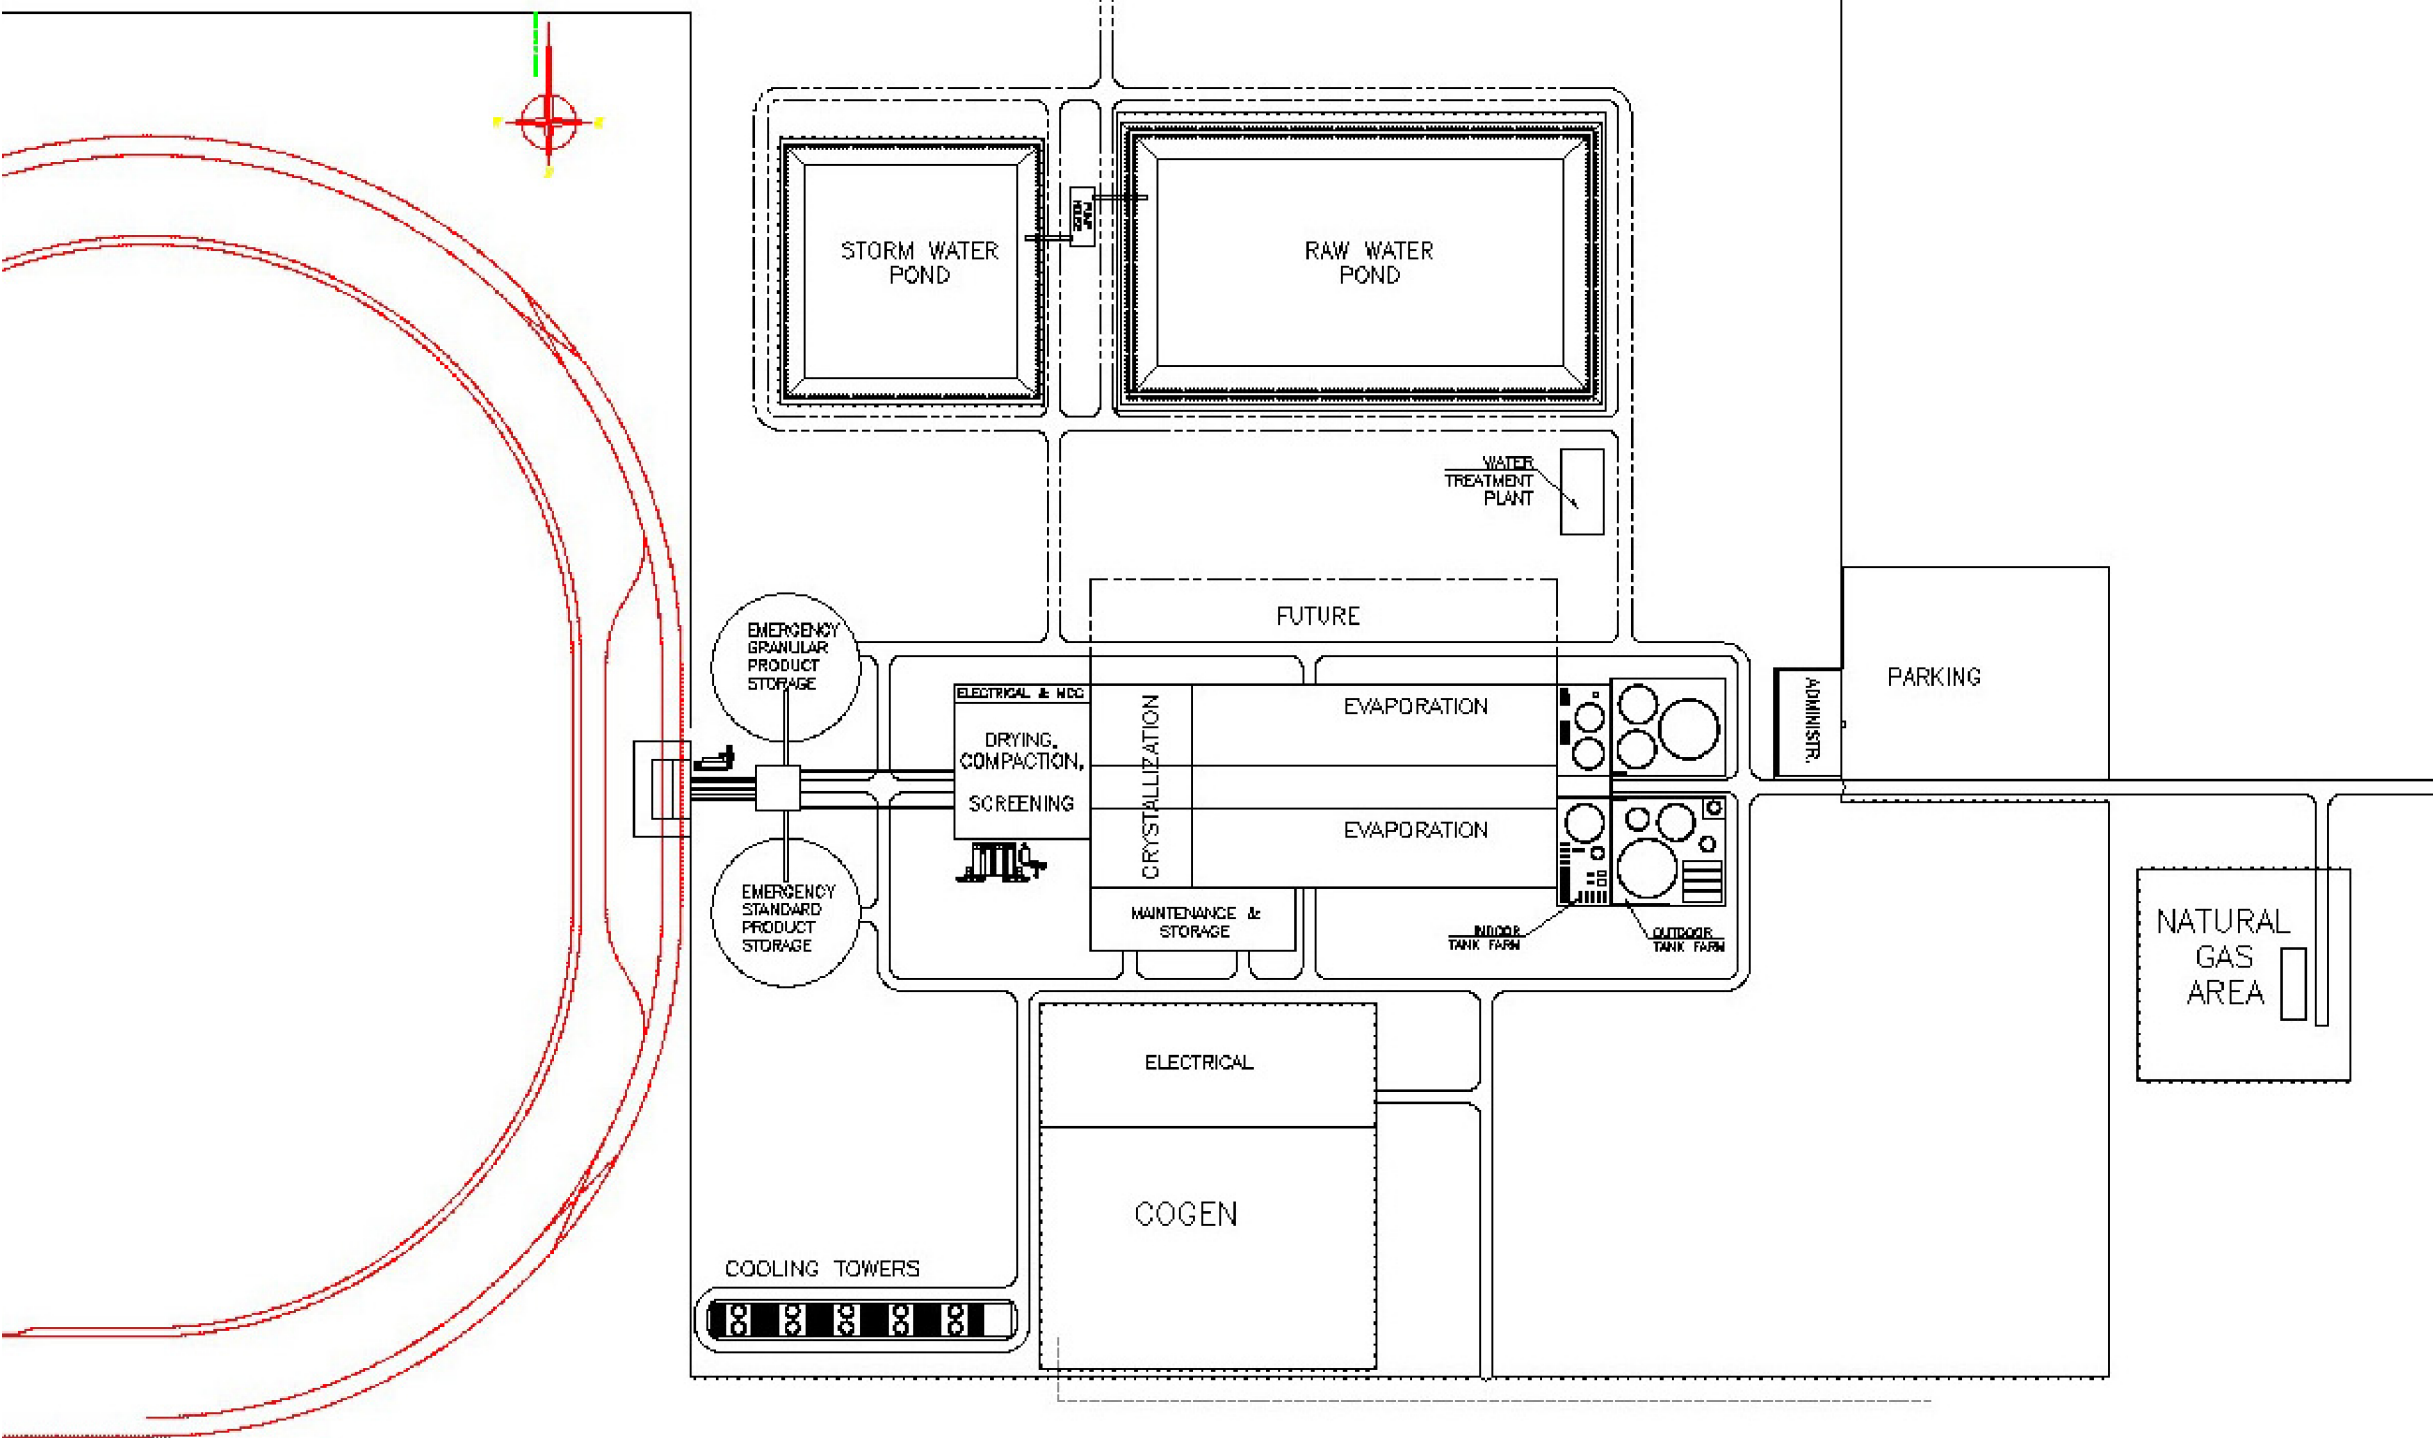 STORM WATER
POND
PUMP
HOUSE
RAW WATER
POND
WATER
TREATMENT
PLANT
FUTURE
EMERGENCY
GRANULAR
PRODUCT
STORAGE
ELECTRICAL & MCC
DRYING,
COMPACTION,
SCREENING
CRYSTALLIZATION
EVAPORATION
EVAPORATION
ADMINISTR.
PARKING
EMERGENCY
STANDARD
PRODUCT
STORAGE
MAINTENANCE &
STORAGE
INDOOR
TANK FARM
OUTDOOR
TANK FARM
NATURAL
GAS
AREA
ELECTRICAL
COGEN
COOLING TOWERS